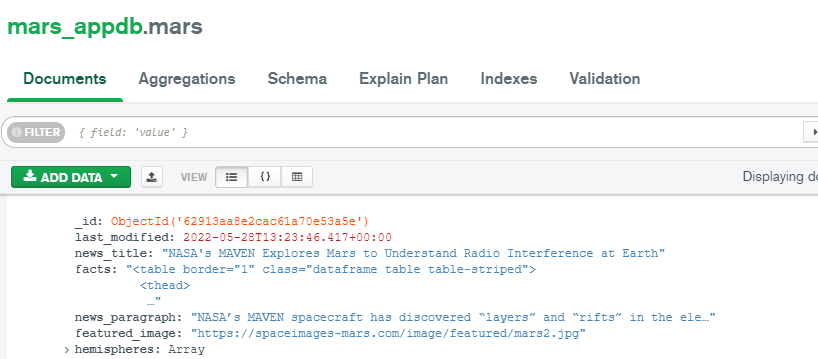 mars_appdb.mars
Documents Aggregations Schema Explain Plan Indexes Validation
FILTER { field: 'value' }
ADD DATA VIEW {} Displaying do
_id: ObjectId('62913aa8e2cac61a70e53a5e')
last_modified: 2022-05-28T13:23:46.417+00:00
news_title: "NASA's MAVEN Explores Mars to Understand Radio Interference at Earth"
facts: "<table border="1" class="dataframe table table-striped">
<thead>
…"
news_paragraph: "NASA’s MAVEN spacecraft has discovered “layers” and “rifts” in the ele…"
featured_image: "https://spaceimages-mars.com/image/featured/mars2.jpg"
hemispheres: Array